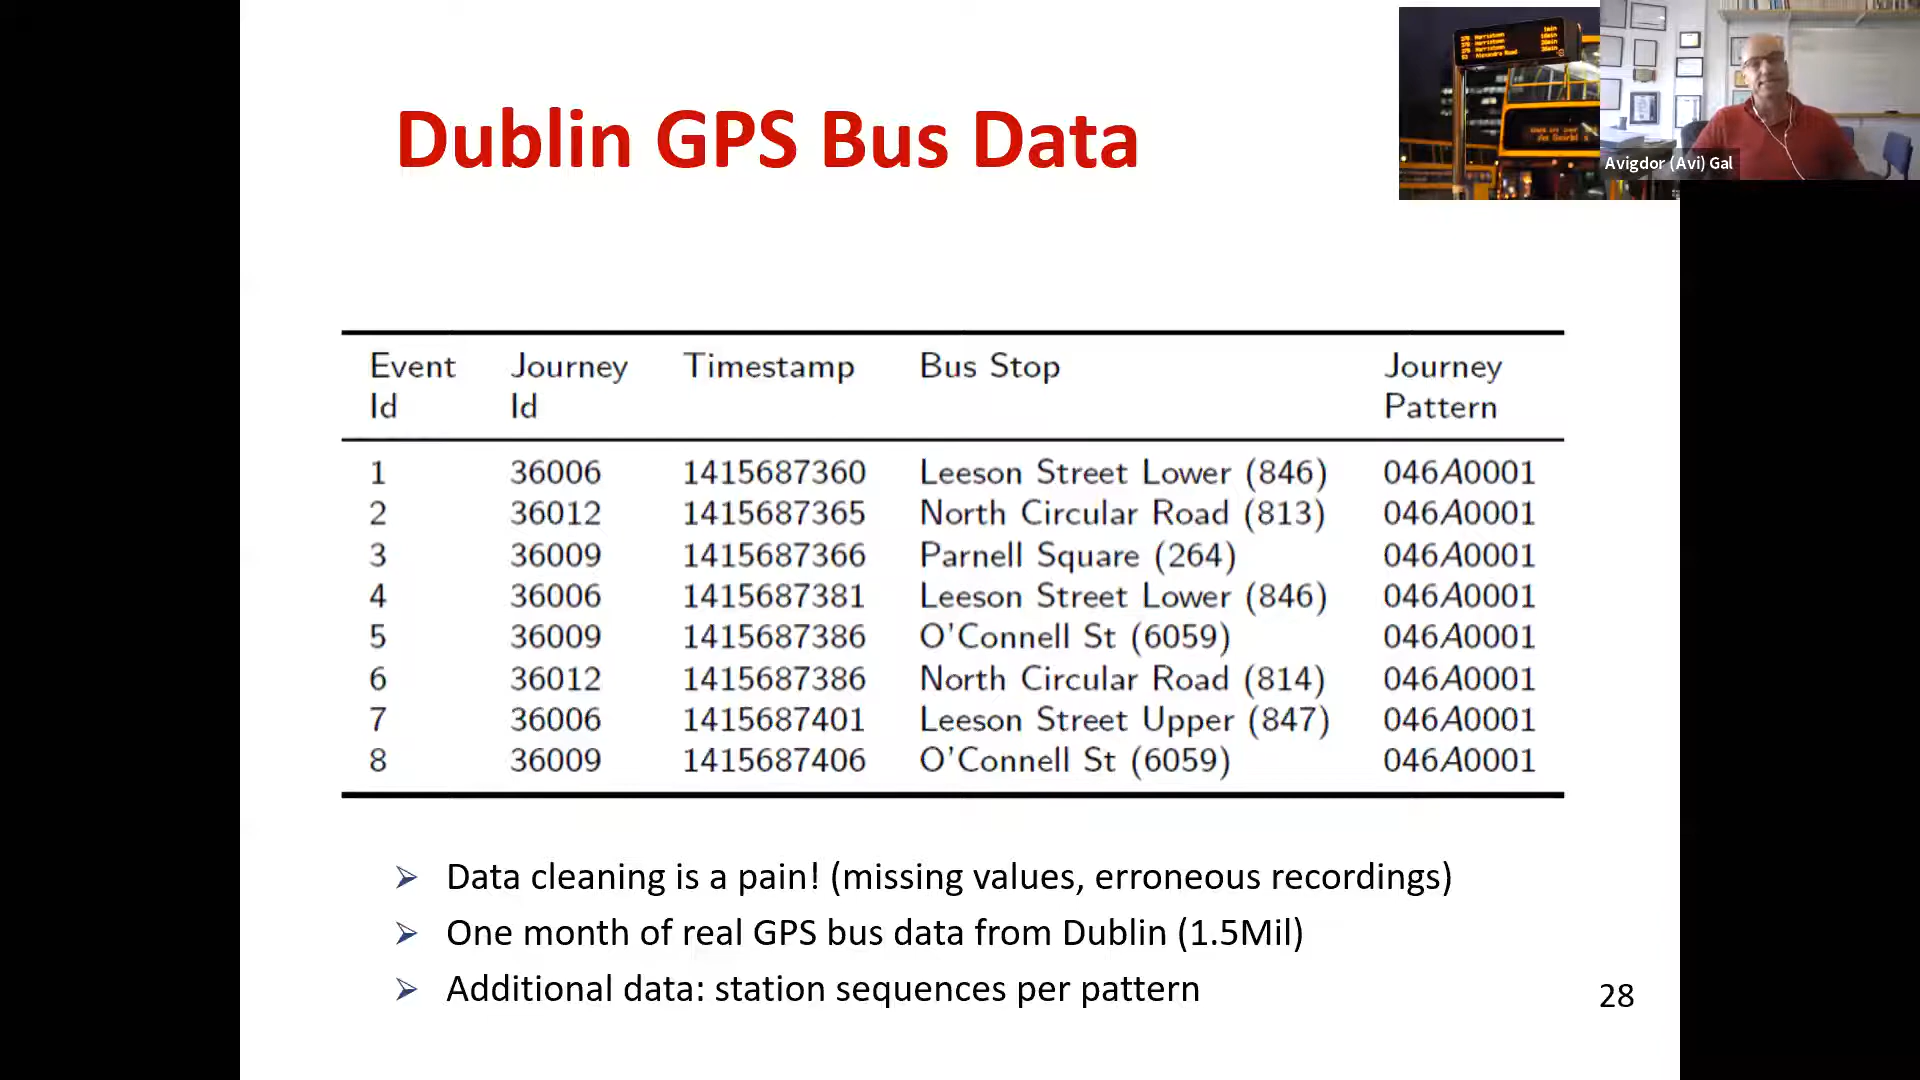 Dublin GPS Bus Data
Avigdor (Avi) Gal
Event Id Journey Id Timestamp Bus Stop Journey Pattern
1 36006 1415687360 Leeson Street Lower (846) 046A0001
2 36012 1415687365 North Circular Road (813) 046A0001
3 36009 1415687366 Parnell Square (264) 046A0001
4 36006 1415687381 Leeson Street Lower (846) 046A0001
5 36009 1415687386 O'Connell St (6059) 046A0001
6 36012 1415687386 North Circular Road (814) 046A0001
7 36006 1415687401 Leeson Street Upper (847) 046A0001
8 36009 1415687406 O'Connell St (6059) 046A0001
➢ Data cleaning is a pain! (missing values, erroneous recordings)
➢ One month of real GPS bus data from Dublin (1.5Mil)
➢ Additional data: station sequences per pattern
28